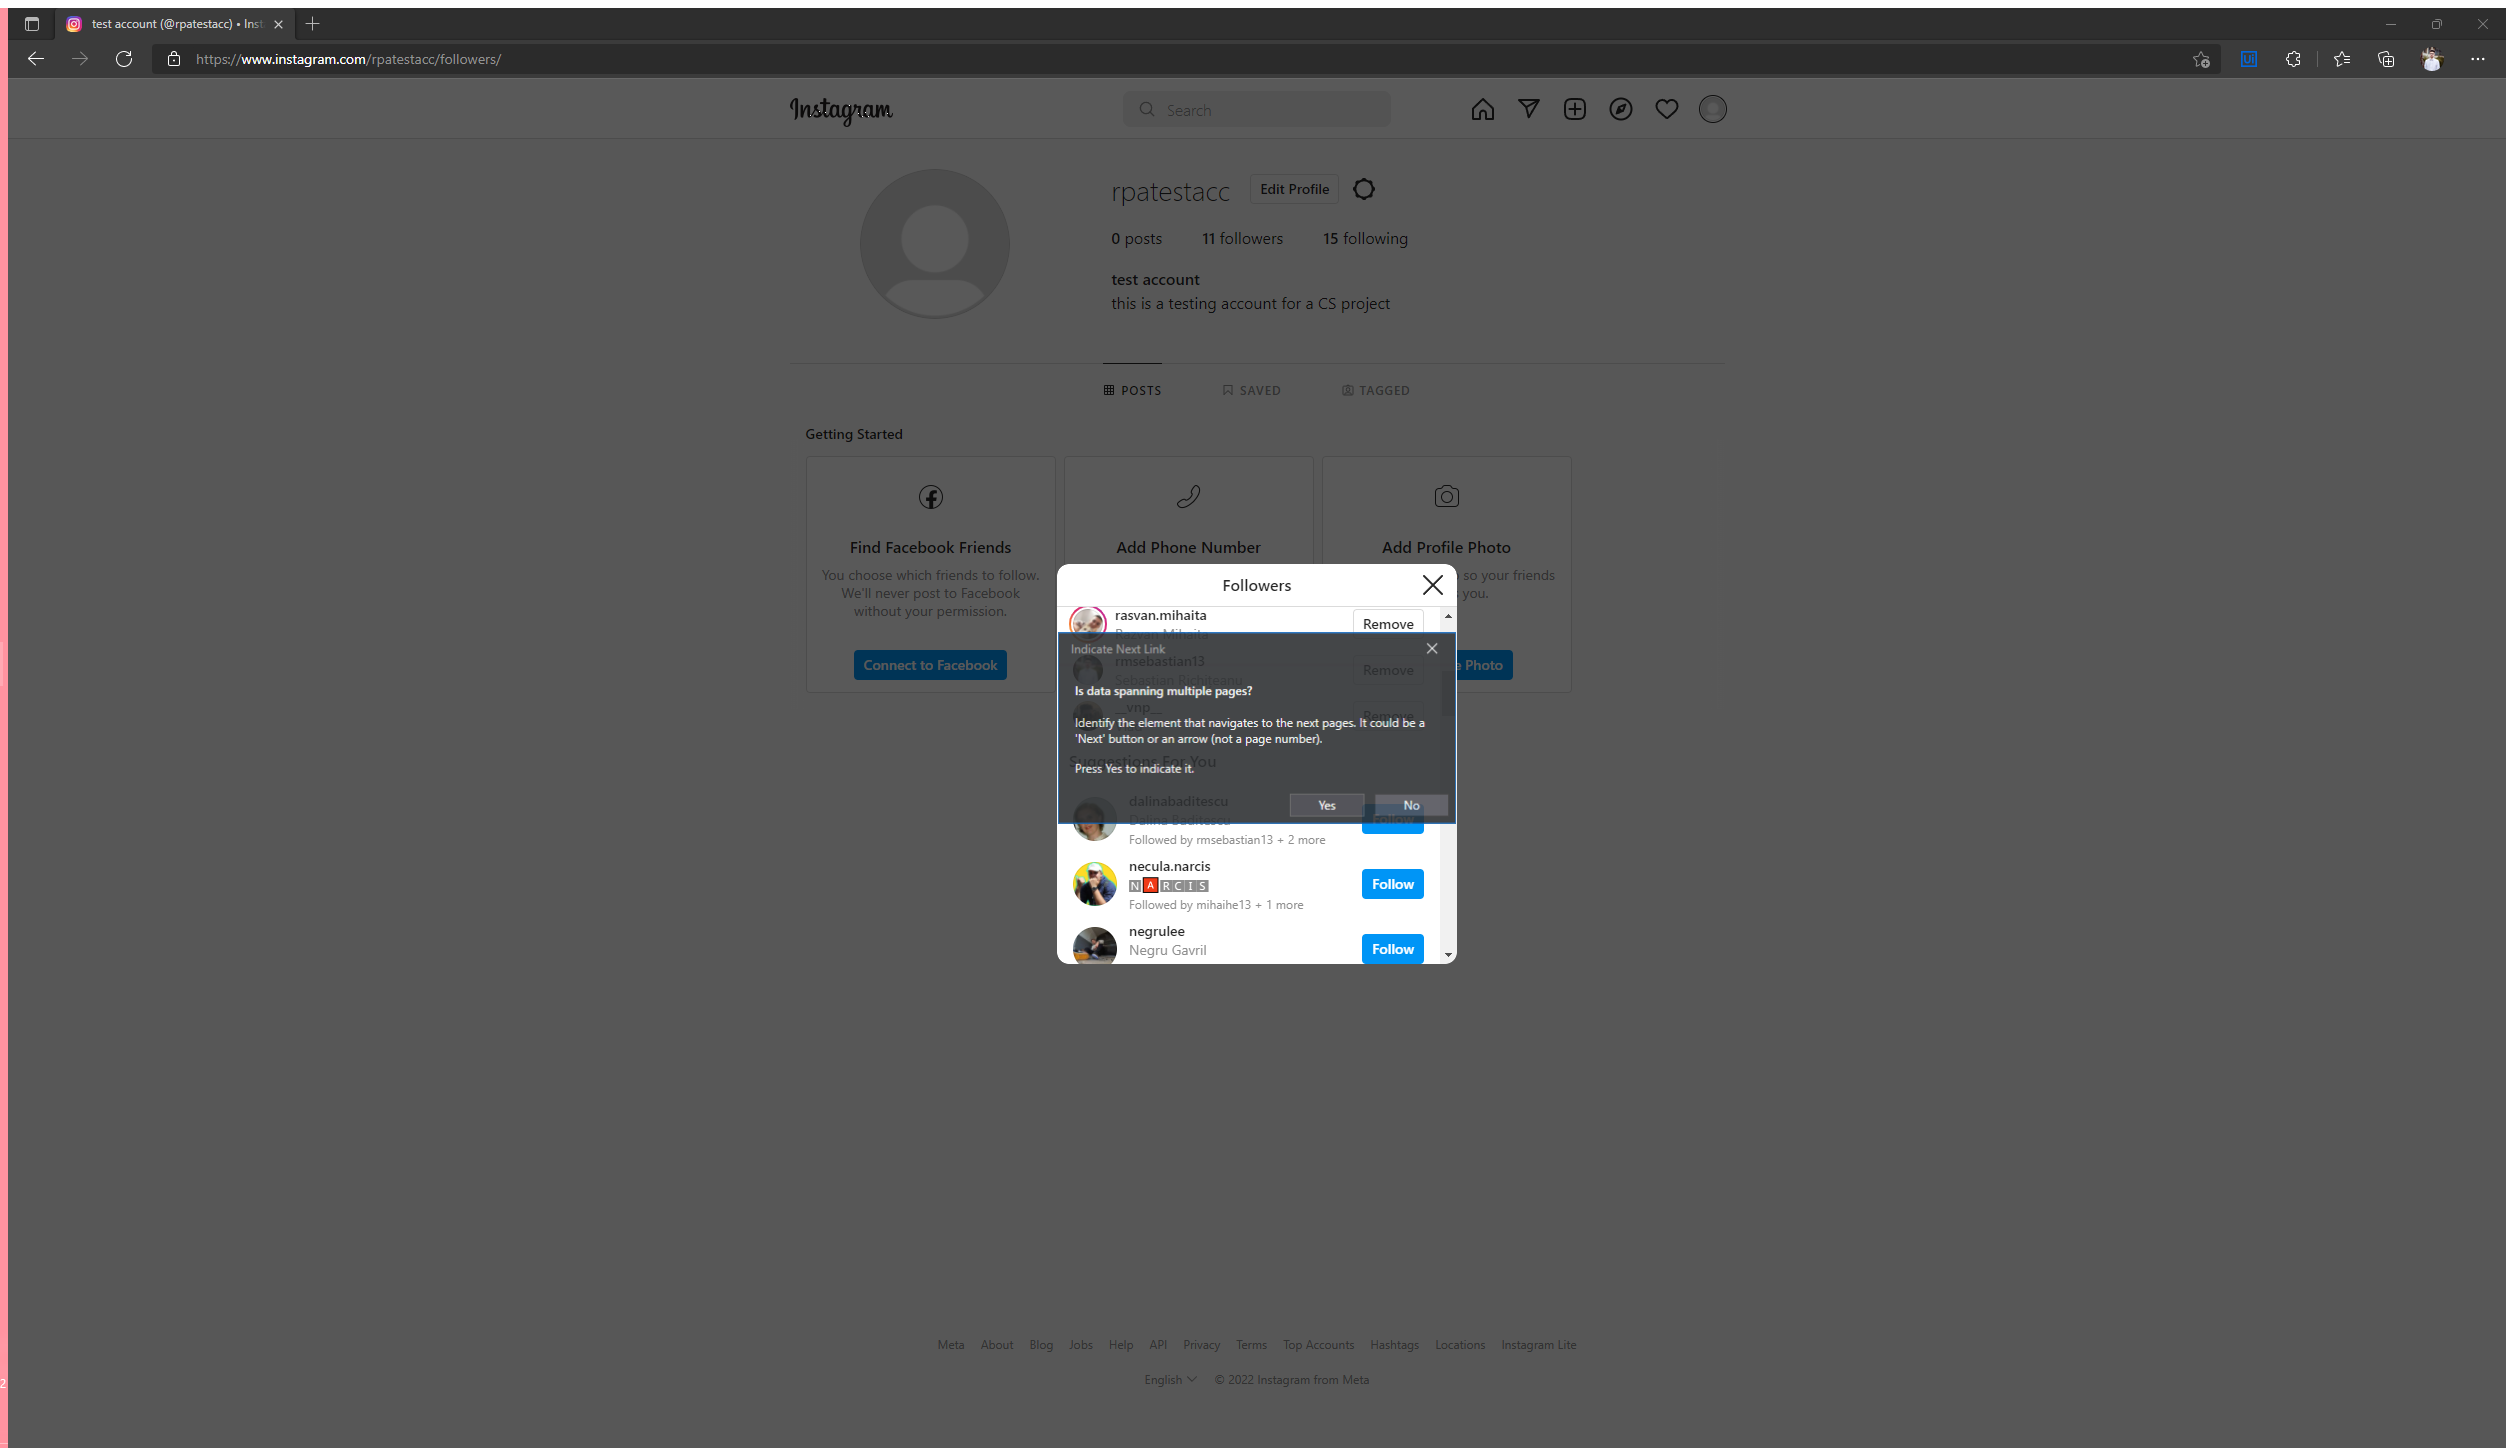 test account (@rpatestacc) • Inst
https://www.instagram.com/rpatestacc/followers/
Instagram
Search
rpatestacc
Edit Profile
0 posts 11 followers 15 following
test account
this is a testing account for a CS project
POSTS SAVED TAGGED
Getting Started
Find Facebook Friends
You choose which friends to follow.
We'll never post to Facebook
without your permission.
Connect to Facebook
Add Phone Number
Add Profile Photo
so your friends
you.
Photo
Followers
rasvan.mihaita
Razvan Mihaita
Remove
Indicate Next Link
rmsebastian13
Sebastian Richiteanu
Remove
Is data spanning multiple pages?
__vnp__
Remove
Identify the element that navigates to the next pages. It could be a
'Next' button or an arrow (not a page number).
Suggestions For You
Press Yes to indicate it.
Yes
No
dalinabaditescu
Dalina Baditescu
Followed by rmsebastian13 + 2 more
Follow
necula.narcis
NARCIS
Followed by mihaihe13 + 1 more
Follow
negrulee
Negru Gavril
Follow
Meta About Blog Jobs Help API Privacy Terms Top Accounts Hashtags Locations Instagram Lite
English © 2022 Instagram from Meta
2